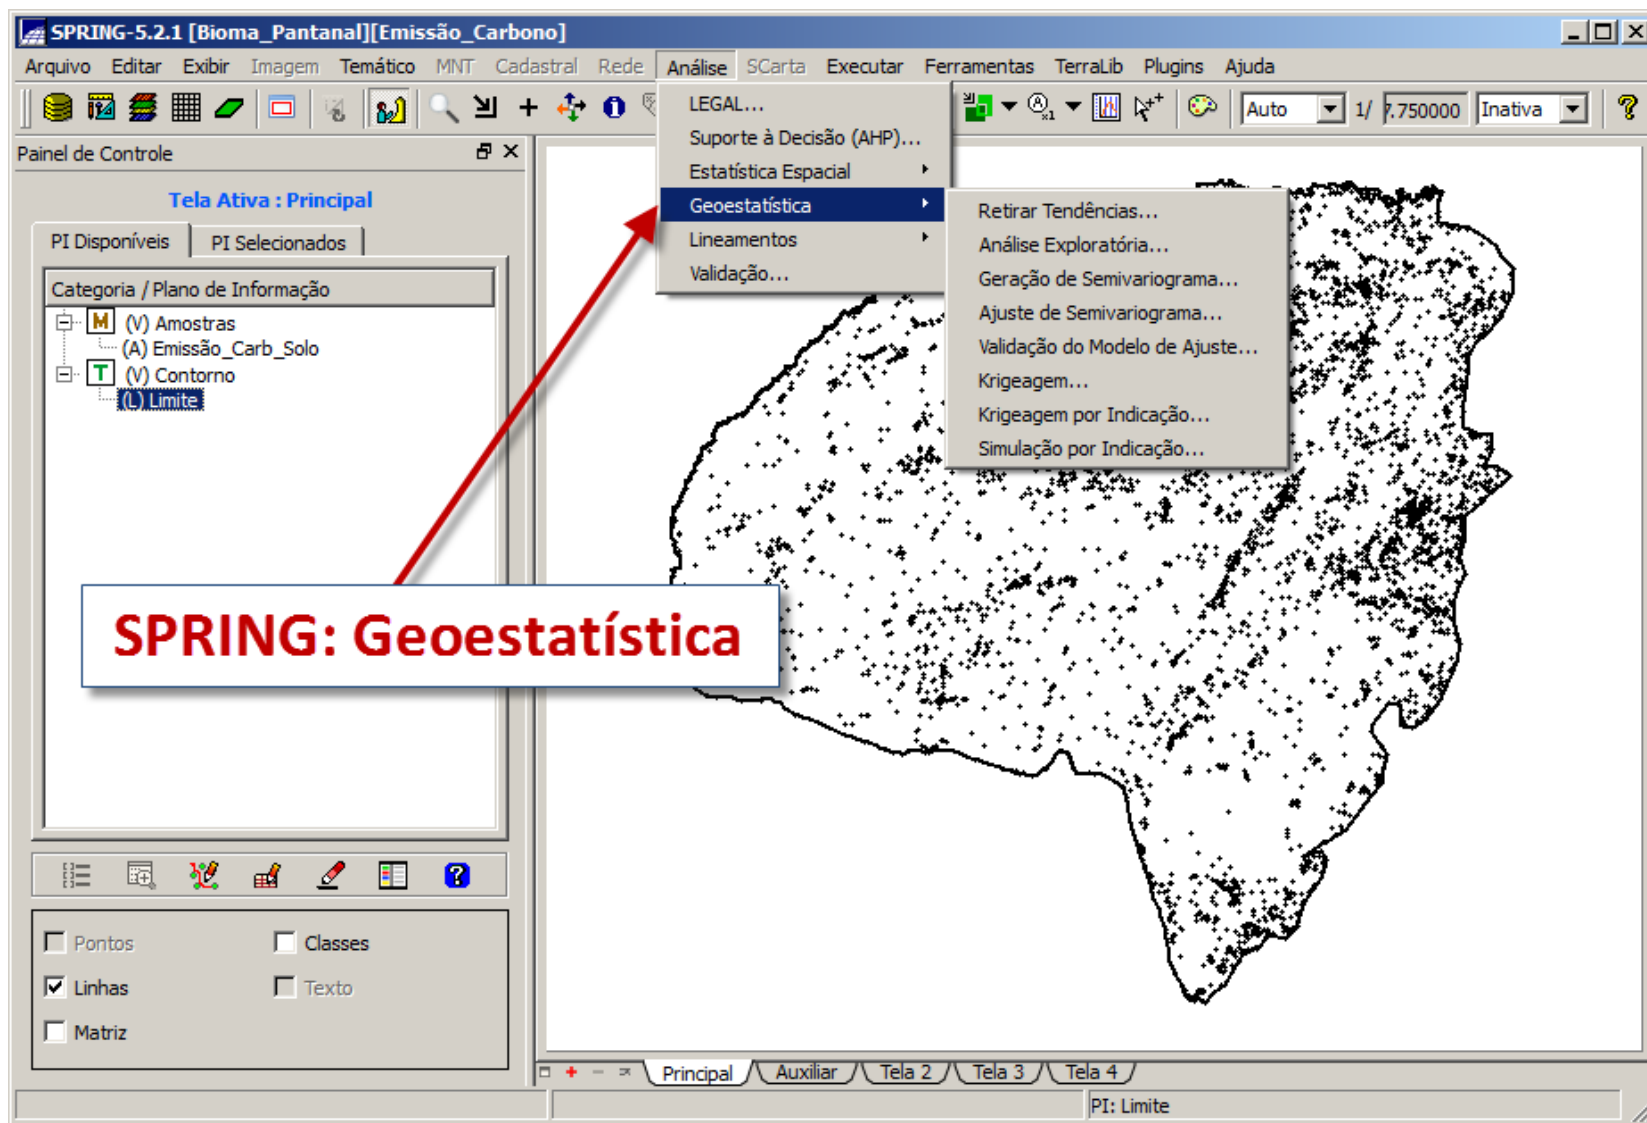 SPRING-5.2.1 [Bioma_Pantanal][Emissão_Carbono]
Arquivo Editar Exibir Imagem Temático MNT Cadastral Rede Análise SCarta Executar Ferramentas TerraLib Plugins Ajuda
Auto 1/ 7.750000 Inativa
LEGAL...
Suporte à Decisão (AHP)...
Estatística Espacial
Geoestatística
Lineamentos
Validação...
Retirar Tendências...
Análise Exploratória...
Geração de Semivariograma...
Ajuste de Semivariograma...
Validação do Modelo de Ajuste...
Krigeagem...
Krigeagem por Indicação...
Simulação por Indicação...
Painel de Controle
Tela Ativa : Principal
PI Disponíveis PI Selecionados
Categoria / Plano de Informação
M (V) Amostras
(A) Emissão_Carb_Solo
T (V) Contorno
(L) Limite
SPRING: Geoestatística
Pontos Classes
Linhas Texto
Matriz
Principal Auxiliar Tela 2 Tela 3 Tela 4
PI: Limite